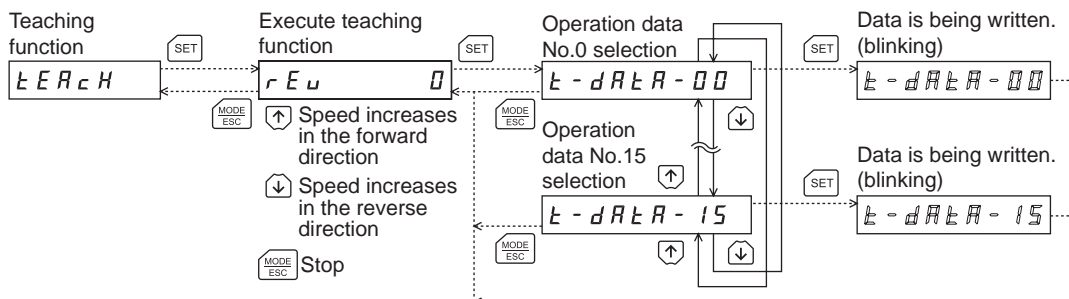 Teaching
function
SET
tEAcH
MODE
ESC
Execute teaching
function
SET
rEv 0
↑ Speed increases
in the forward
direction
↓ Speed increases
in the reverse
direction
MODE
ESC
Stop
Operation data
No.0 selection
SET
t-dAtA-00
MODE
ESC
↓
Operation
data No.15
selection
↑
SET
t-dAtA-15
MODE
ESC
↑
↓
Data is being written.
(blinking)
t-dAtA-00
Data is being written.
(blinking)
t-dAtA-15